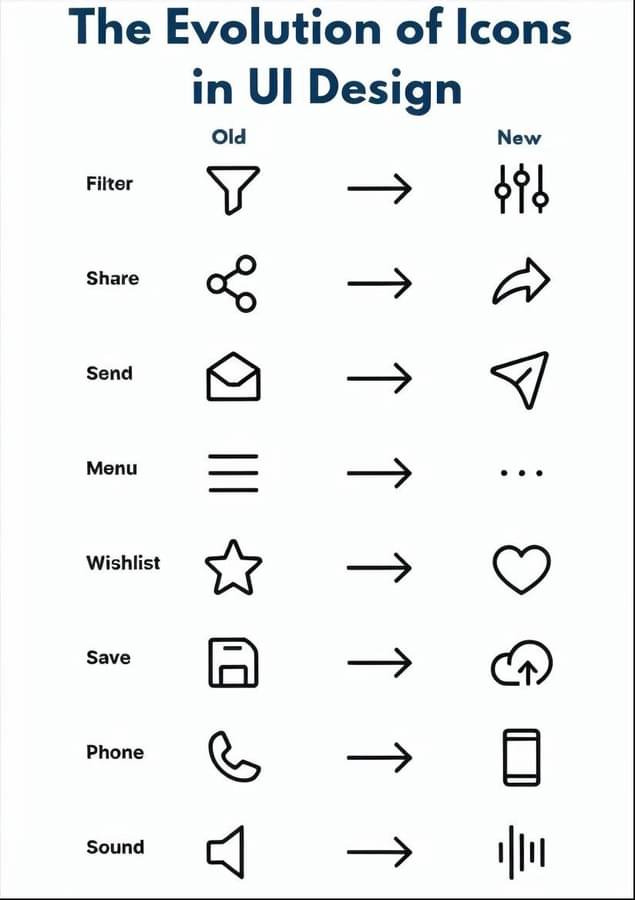 The Evolution of Icons
in UI Design
Old New
Filter
Share
Send
Menu
Wishlist
Save
Phone
Sound